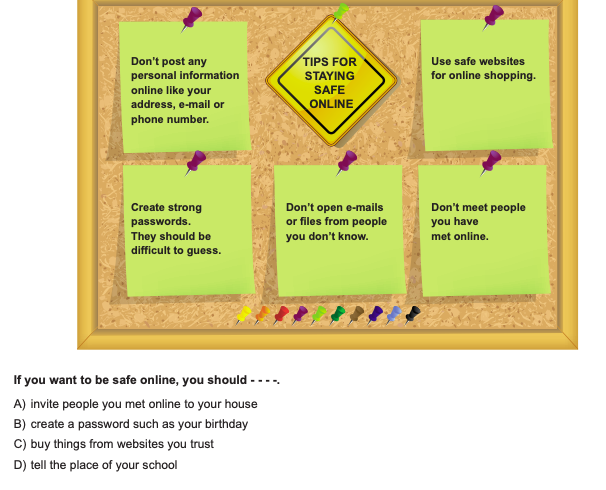 Don't post any
personal information
online like your
address, e-mail or
phone number.
TIPS FOR
STAYING
SAFE
ONLINE
Use safe websites
for online shopping.
Create strong
passwords.
They should be
difficult to guess.
Don't open e-mails
or files from people
you don't know.
Don't meet people
you have
met online.
If you want to be safe online, you should - - - -.
A) invite people you met online to your house
B) create a password such as your birthday
C) buy things from websites you trust
D) tell the place of your school